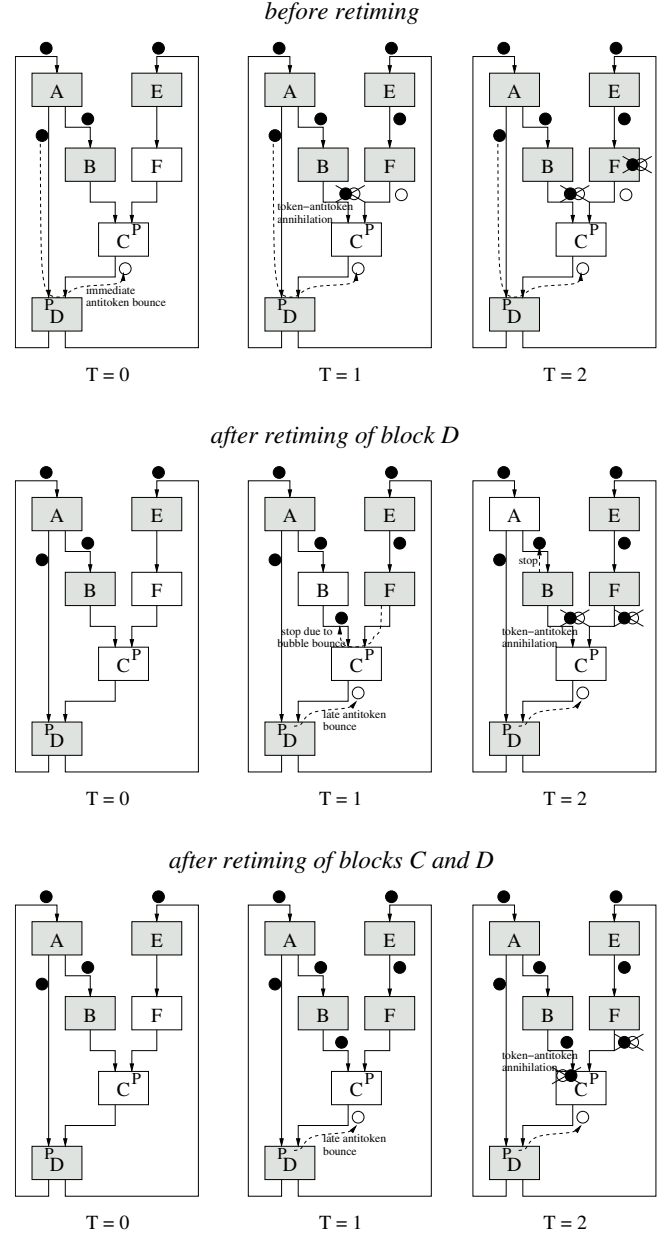 before retiming
A E A E A E
B F B F B F
token−antitoken
annihilation
C P C P C P
immediate
antitoken bounce
P D P D P D
T = 0 T = 1 T = 2
after retiming of block D
A E A E A E
stop
B F B F B F
stop due to
bubble bounce
token−antitoken
annihilation
C P C P C P
late antitoken
bounce
P D P D P D
T = 0 T = 1 T = 2
after retiming of blocks C and D
A E A E A E
B F B F B F
token−antitoken
annihilation
C P C P C P
late antitoken
bounce
P D P D P D
T = 0 T = 1 T = 2